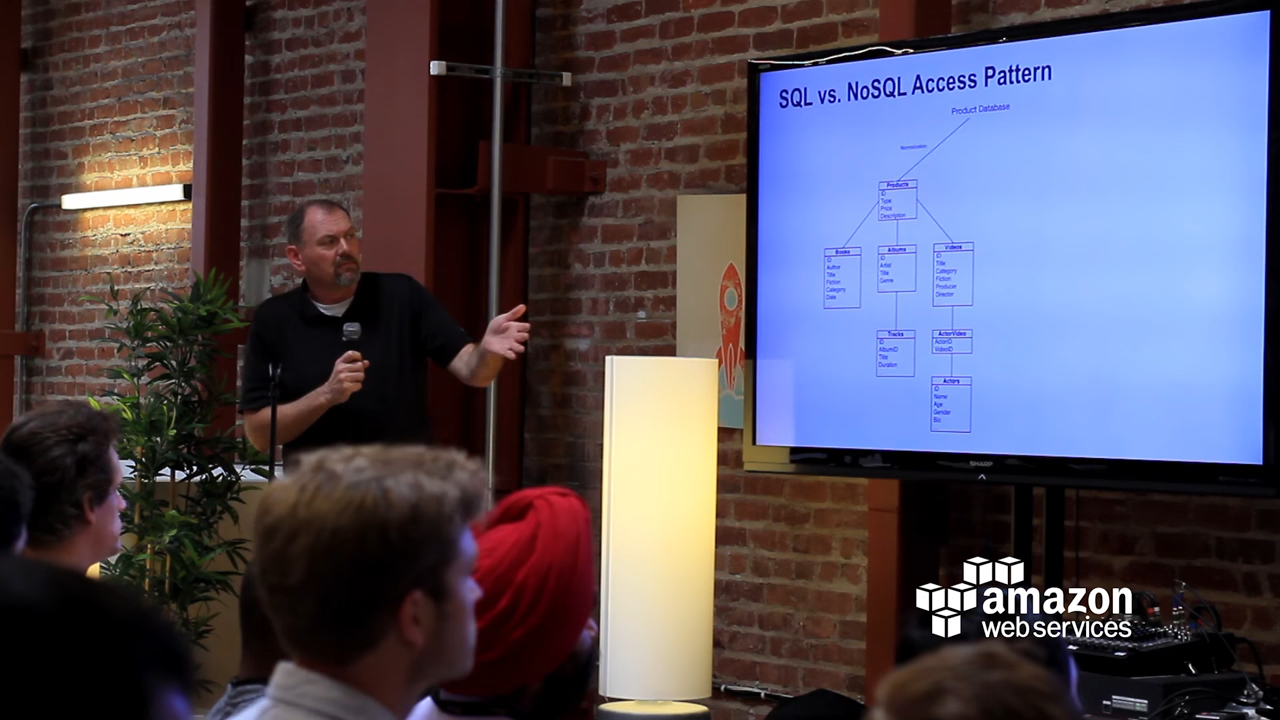 SQL vs. NoSQL Access Pattern
Product Database
Normalization
Products
ID
Type
Price
Description
Books
ID
Author
Title
Fiction
Category
Date
Albums
ID
Artist
Title
Genre
Videos
ID
Title
Category
Fiction
Producer
Director
Tracks
ID
AlbumID
Title
Duration
ActorVideo
ActorID
VideoID
Actors
ID
Name
Age
Gender
Bio
SHARP
amazon
web services